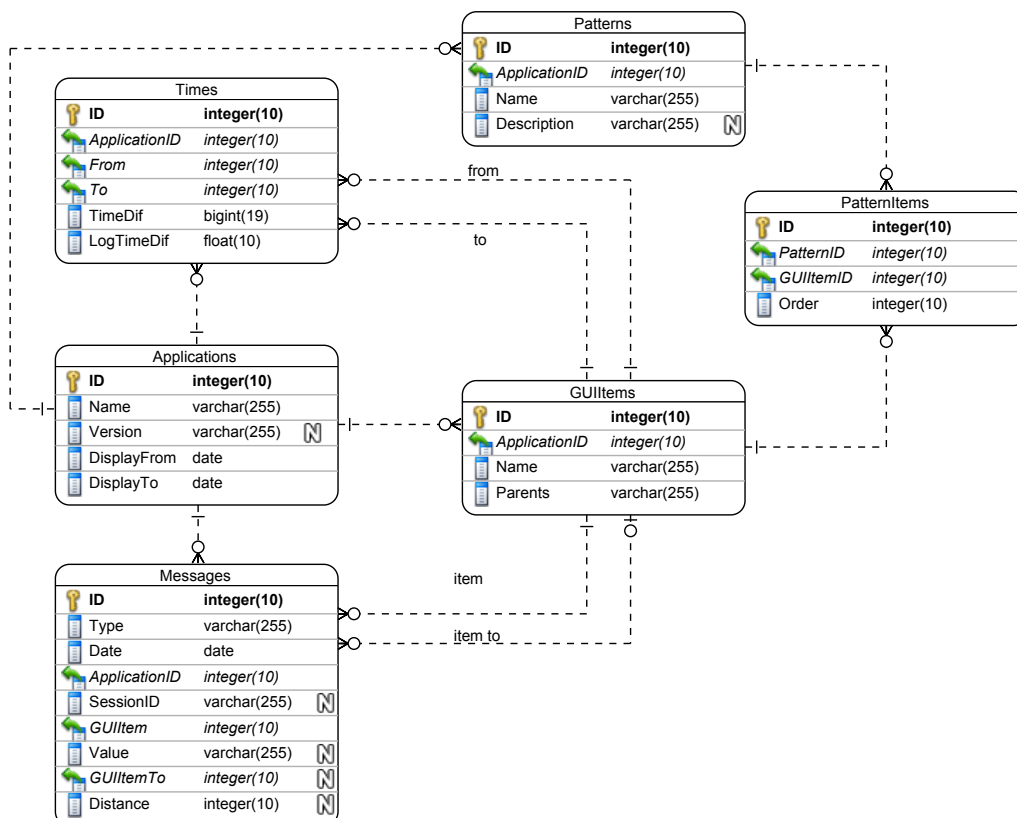 Patterns
ID integer(10)
ApplicationID integer(10)
Name varchar(255)
Description varchar(255) N
Times
ID integer(10)
ApplicationID integer(10)
From integer(10)
To integer(10)
TimeDif bigint(19)
LogTimeDif float(10)
from
to
PatternItems
ID integer(10)
PatternID integer(10)
GUIItemID integer(10)
Order integer(10)
Applications
ID integer(10)
Name varchar(255)
Version varchar(255) N
DisplayFrom date
DisplayTo date
GUIItems
ID integer(10)
ApplicationID integer(10)
Name varchar(255)
Parents varchar(255)
item
item to
Messages
ID integer(10)
Type varchar(255)
Date date
ApplicationID integer(10)
SessionID varchar(255) N
GUIItem integer(10)
Value varchar(255) N
GUIItemTo integer(10) N
Distance integer(10) N